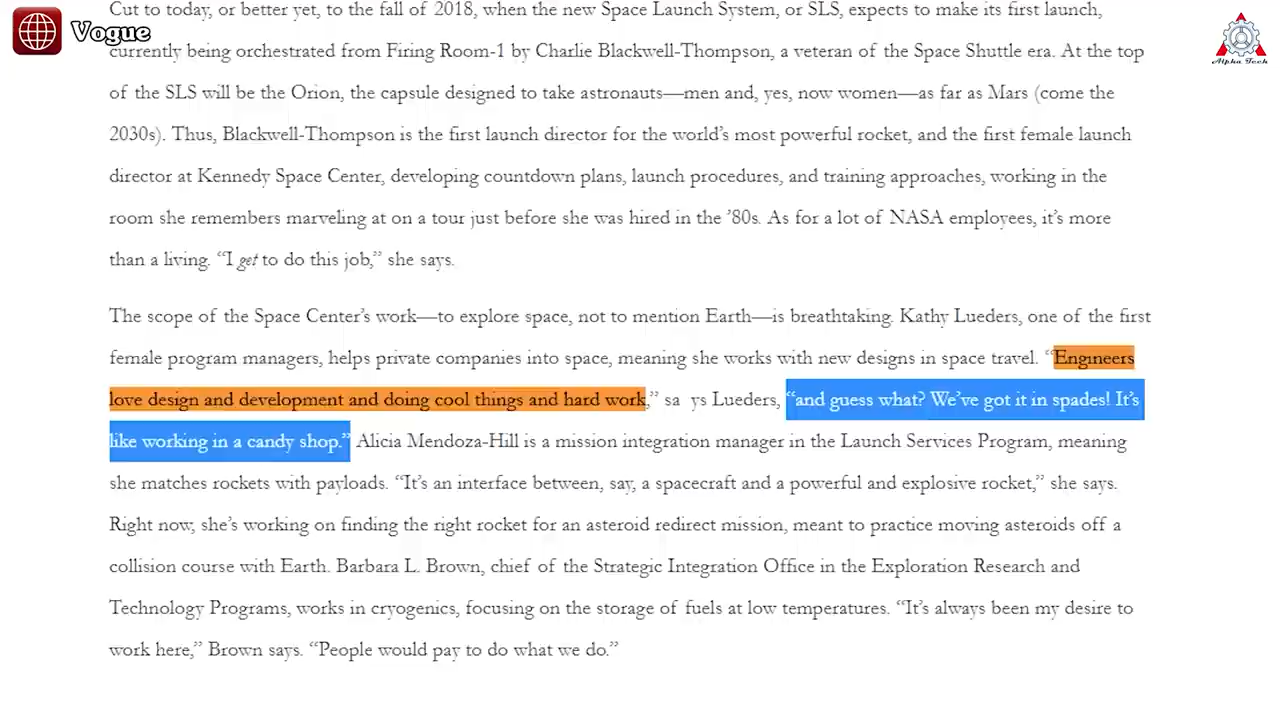 Vogue
Alpha Tech
Cut to today, or better yet, to the fall of 2018, when the new Space Launch System, or SLS, expects to make its first launch,
currently being orchestrated from Firing Room-1 by Charlie Blackwell-Thompson, a veteran of the Space Shuttle era. At the top
of the SLS will be the Orion, the capsule designed to take astronauts—men and, yes, now women—as far as Mars (come the
2030s). Thus, Blackwell-Thompson is the first launch director for the world's most powerful rocket, and the first female launch
director at Kennedy Space Center, developing countdown plans, launch procedures, and training approaches, working in the
room she remembers marveling at on a tour just before she was hired in the '80s. As for a lot of NASA employees, it's more
than a living. “I get to do this job,” she says.
The scope of the Space Center's work—to explore space, not to mention Earth—is breathtaking. Kathy Lueders, one of the first
female program managers, helps private companies into space, meaning she works with new designs in space travel. “Engineers
love design and development and doing cool things and hard work,” sa ys Lueders, “and guess what? We've got it in spades! It's
like working in a candy shop.” Alicia Mendoza-Hill is a mission integration manager in the Launch Services Program, meaning
she matches rockets with payloads. “It's an interface between, say, a spacecraft and a powerful and explosive rocket,” she says.
Right now, she's working on finding the right rocket for an asteroid redirect mission, meant to practice moving asteroids off a
collision course with Earth. Barbara L. Brown, chief of the Strategic Integration Office in the Exploration Research and
Technology Programs, works in cryogenics, focusing on the storage of fuels at low temperatures. “It's always been my desire to
work here,” Brown says. “People would pay to do what we do.”